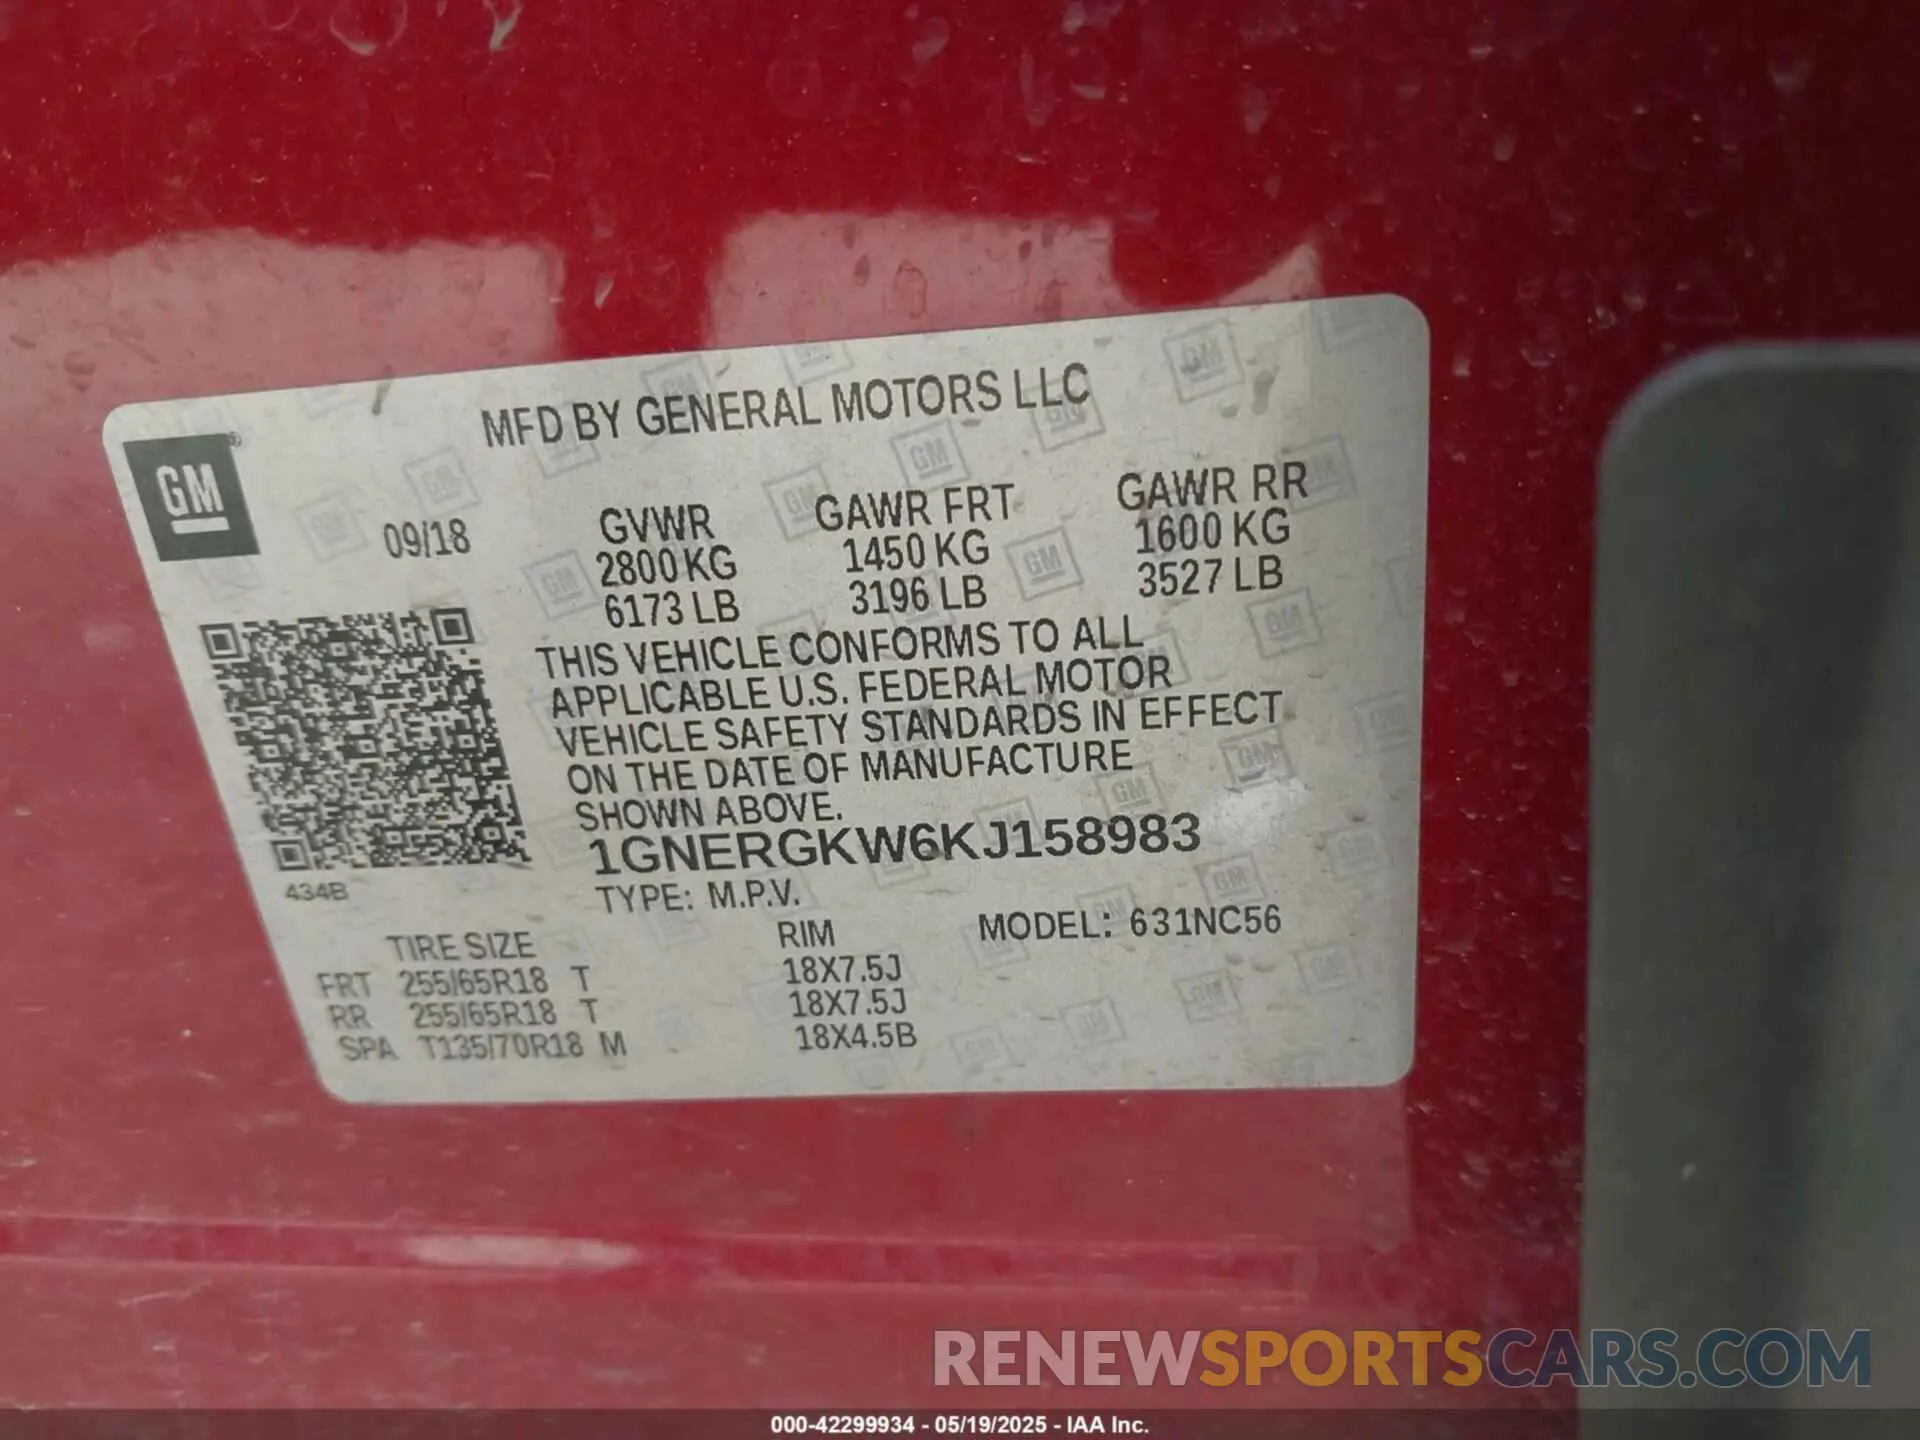 MFD BY GENERAL MOTORS LLC
GM
09/18
GVWR GAWR FRT GAWR RR
2800 KG 1450 KG 1600 KG
6173 LB 3196 LB 3527 LB
THIS VEHICLE CONFORMS TO ALL
APPLICABLE U.S. FEDERAL MOTOR
VEHICLE SAFETY STANDARDS IN EFFECT
ON THE DATE OF MANUFACTURE
SHOWN ABOVE.
1GNERGKW6KJ158983
434B
TYPE: M.P.V.
MODEL: 631NC56
TIRE SIZE RIM
FRT 255/65R18 T 18X7.5J
RR 255/65R18 T 18X7.5J
SPA T135/70R18 M 18X4.5B
RENEWSPORTSCARS.COM
000-42299934 - 05/19/2025 - IAA Inc.